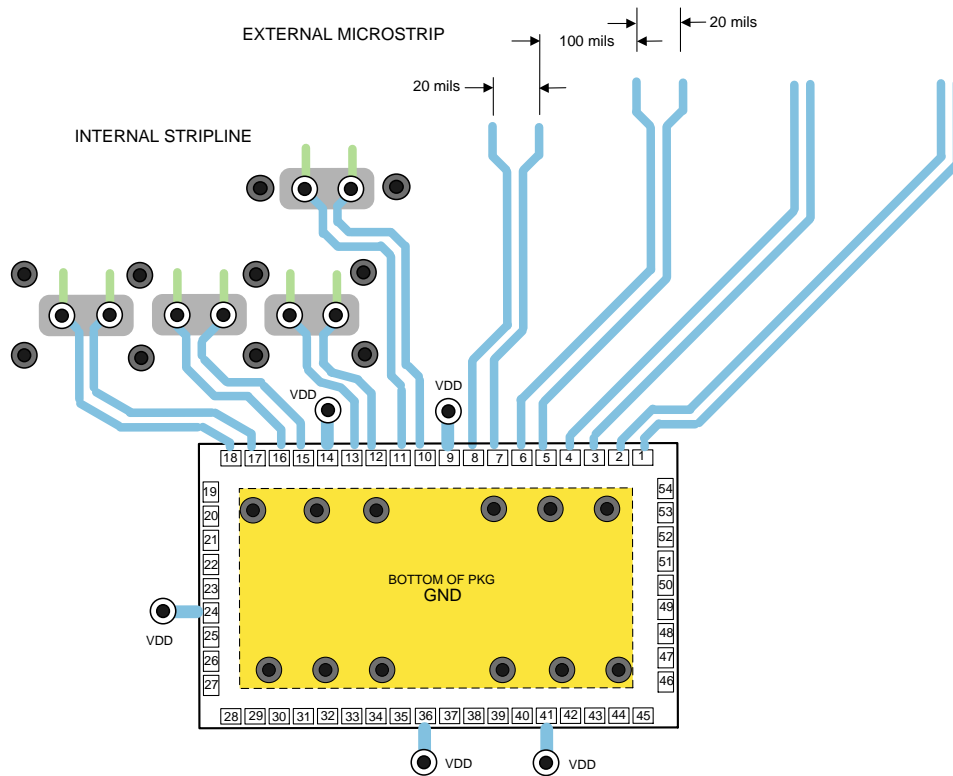 EXTERNAL MICROSTRIP
20 mils
100 mils
20 mils
INTERNAL STRIPLINE
VDD
VDD
18 17 16 15 14 13 12 11 10 9 8 7 6 5 4 3 2 1
19
20
21
22
23
24
25
26
27
54
53
52
51
50
49
48
47
46
BOTTOM OF PKG
GND
VDD
28 29 30 31 32 33 34 35 36 37 38 39 40 41 42 43 44 45
VDD
VDD